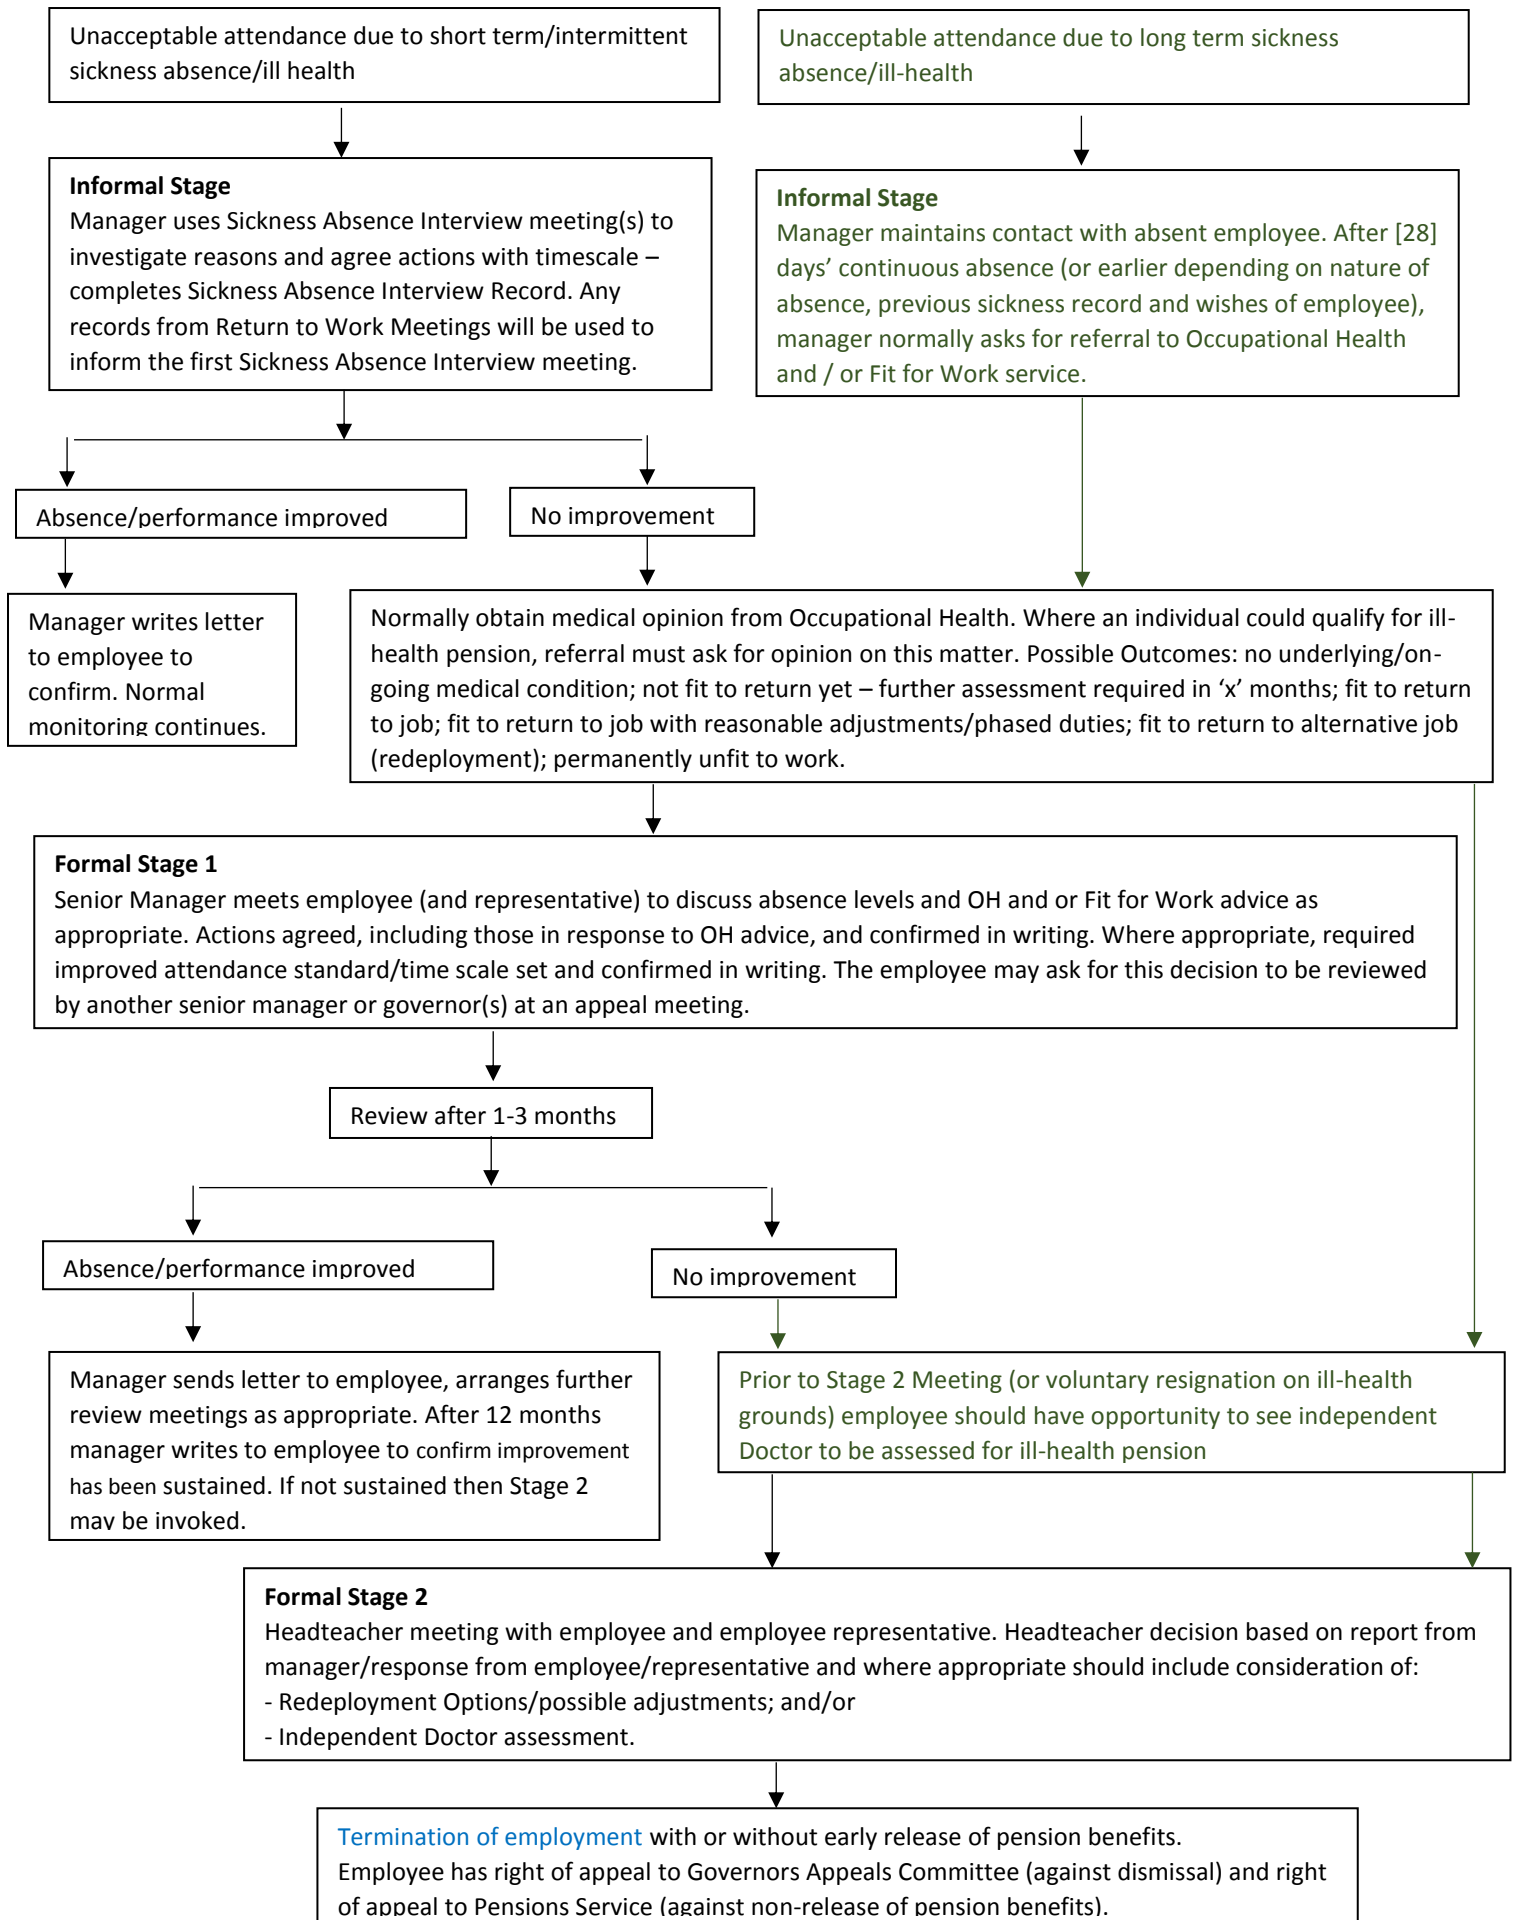 Unacceptable attendance due to short term/intermittent
sickness absence/ill health
Unacceptable attendance due to long term sickness
absence/ill-health
Informal Stage
Manager uses Sickness Absence Interview meeting(s) to
investigate reasons and agree actions with timescale –
completes Sickness Absence Interview Record. Any
records from Return to Work Meetings will be used to
inform the first Sickness Absence Interview meeting.
Informal Stage
Manager maintains contact with absent employee. After [28]
days’ continuous absence (or earlier depending on nature of
absence, previous sickness record and wishes of employee),
manager normally asks for referral to Occupational Health
and / or Fit for Work service.
Absence/performance improved
No improvement
Manager writes letter
to employee to
confirm. Normal
monitoring continues.
Normally obtain medical opinion from Occupational Health. Where an individual could qualify for ill-
health pension, referral must ask for opinion on this matter. Possible Outcomes: no underlying/on-
going medical condition; not fit to return yet – further assessment required in ‘x’ months; fit to return
to job; fit to return to job with reasonable adjustments/phased duties; fit to return to alternative job
(redeployment); permanently unfit to work.
Formal Stage 1
Senior Manager meets employee (and representative) to discuss absence levels and OH and or Fit for Work advice as
appropriate. Actions agreed, including those in response to OH advice, and confirmed in writing. Where appropriate, required
improved attendance standard/time scale set and confirmed in writing. The employee may ask for this decision to be reviewed
by another senior manager or governor(s) at an appeal meeting.
Review after 1-3 months
Absence/performance improved
No improvement
Manager sends letter to employee, arranges further
review meetings as appropriate. After 12 months
manager writes to employee to confirm improvement
has been sustained. If not sustained then Stage 2
may be invoked.
Prior to Stage 2 Meeting (or voluntary resignation on ill-health
grounds) employee should have opportunity to see independent
Doctor to be assessed for ill-health pension
Formal Stage 2
Headteacher meeting with employee and employee representative. Headteacher decision based on report from
manager/response from employee/representative and where appropriate should include consideration of:
- Redeployment Options/possible adjustments; and/or
- Independent Doctor assessment.
Termination of employment with or without early release of pension benefits.
Employee has right of appeal to Governors Appeals Committee (against dismissal) and right
of appeal to Pensions Service (against non-release of pension benefits).